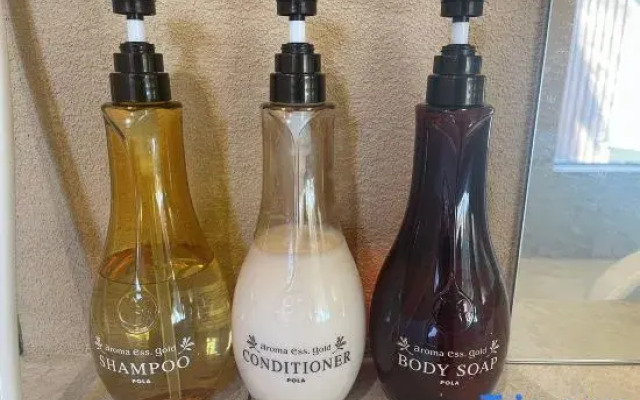 aroma ess. gold
SHAMPOO
POLA
aroma ess. gold
CONDITIONER
POLA
aroma ess. gold
BODY SOAP
POLA